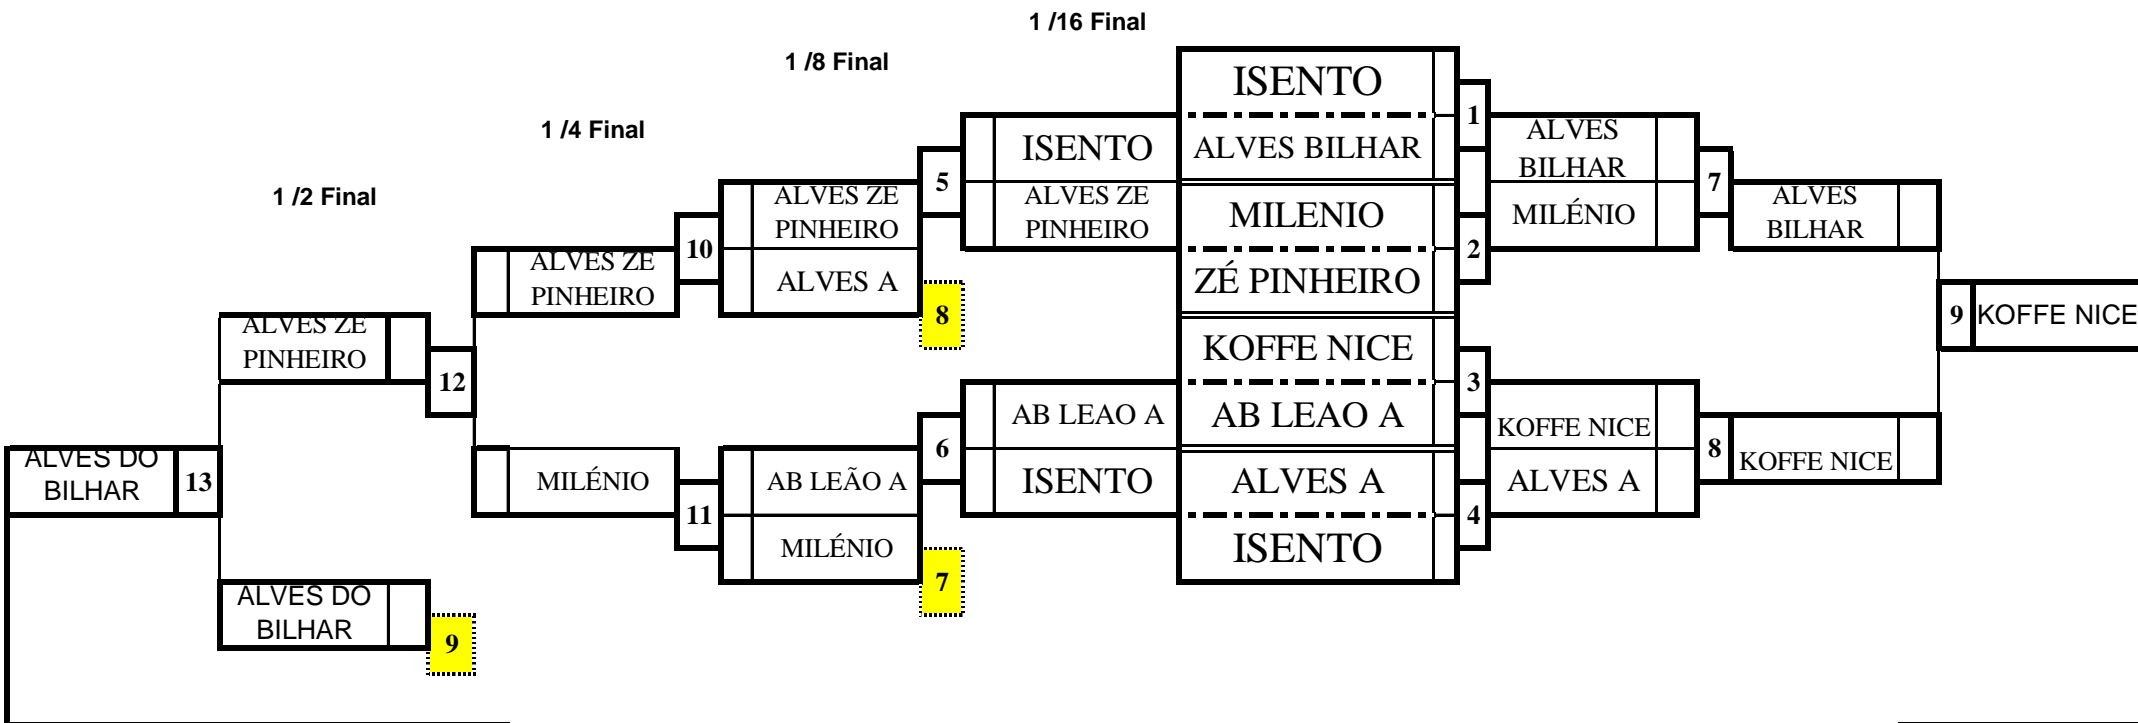 1 /16 Final
1 /8 Final
1 /4 Final
1 /2 Final
ISENTO
ALVES BILHAR
MILENIO
ZÉ PINHEIRO
KOFFE NICE
AB LEAO A
ALVES A
ISENTO
1
2
3
4
ISENTO
ALVES ZE
PINHEIRO
5
AB LEAO A
ISENTO
6
ALVES ZE
PINHEIRO
ALVES A
8
10
AB LEÃO A
MILÉNIO
7
11
ALVES ZE
PINHEIRO
MILÉNIO
12
ALVES ZE
PINHEIRO
ALVES DO
BILHAR
9
13
ALVES DO
BILHAR
ALVES
BILHAR
MILÉNIO
7
KOFFE NICE
ALVES A
8
ALVES
BILHAR
KOFFE NICE
9
KOFFE NICE